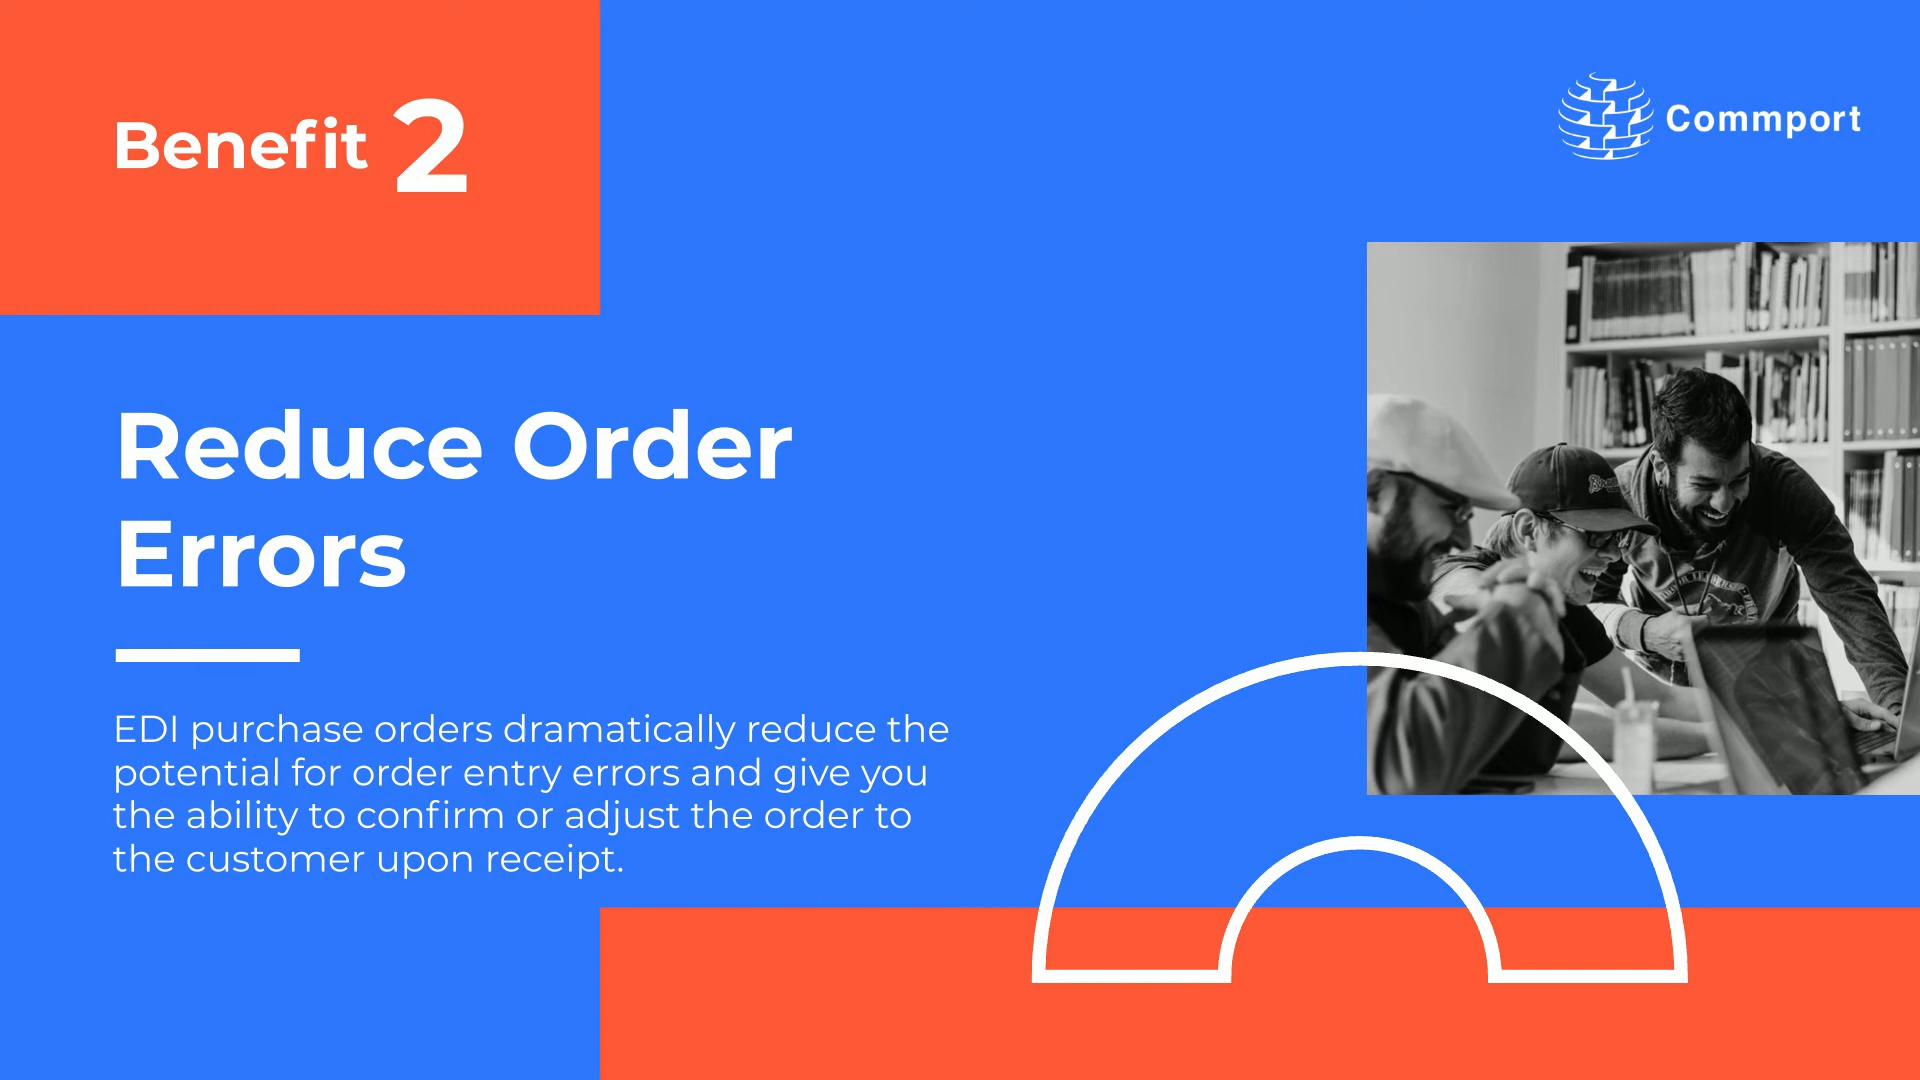 Benefit 2
Commport
Reduce Order
Errors
EDI purchase orders dramatically reduce the
potential for order entry errors and give you
the ability to confirm or adjust the order to
the customer upon receipt.